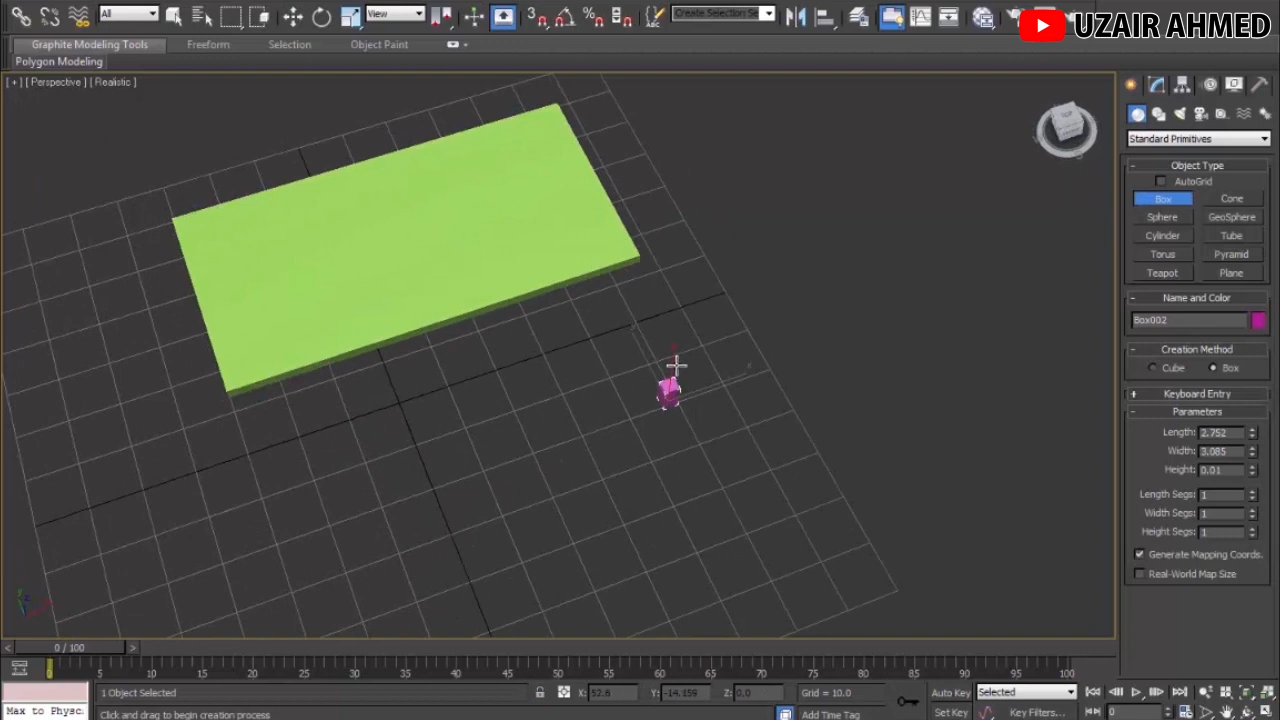 All
View
Create Selection Se
UZAIR AHMED
Graphite Modeling Tools
Freeform
Selection
Object Paint
Polygon Modeling
[ + ] [ Perspective ] [ Realistic ]
Standard Primitives
Object Type
AutoGrid
Box
Cone
Sphere
GeoSphere
Cylinder
Tube
Torus
Pyramid
Teapot
Plane
Name and Color
Box002
Creation Method
Cube
Box
Keyboard Entry
Parameters
Length: 2.752
Width: 3.085
Height: 0.01
Length Segs: 1
Width Segs: 1
Height Segs: 1
Generate Mapping Coords.
Real-World Map Size
< 0 / 100 >
0 5 10 15 20 25 30 35 40 45 50 55 60 65 70 75 80 85 90 95 100
1 Object Selected
X: 52.8
Y: -14.159
Z: 0.0
Grid = 10.0
Auto Key
Selected
Max to Physc
Click and drag to begin creation process
Add Time Tag
Set Key
Key Filters...
0